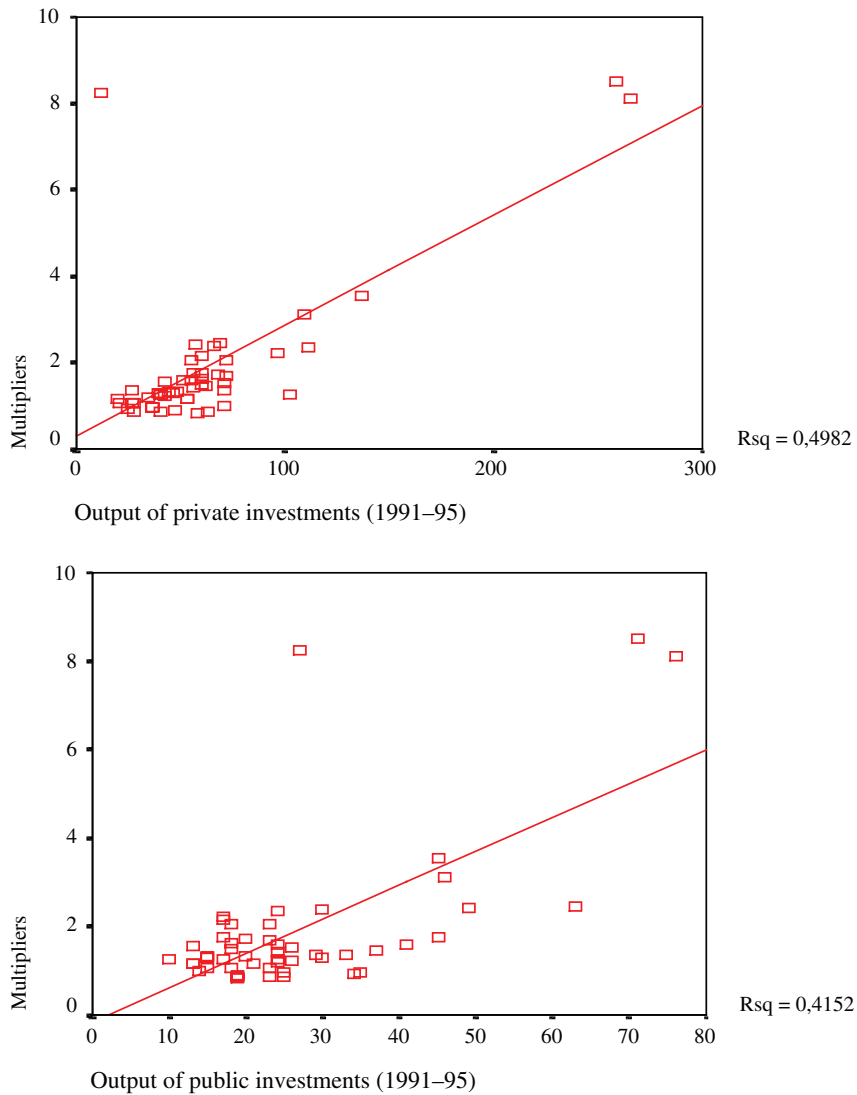 10
8
6
4
2
0
Multipliers
0 100 200 300
Rsq = 0,4982
Output of private investments (1991–95)
10
8
6
4
2
0
Multipliers
0 10 20 30 40 50 60 70 80
Rsq = 0,4152
Output of public investments (1991–95)